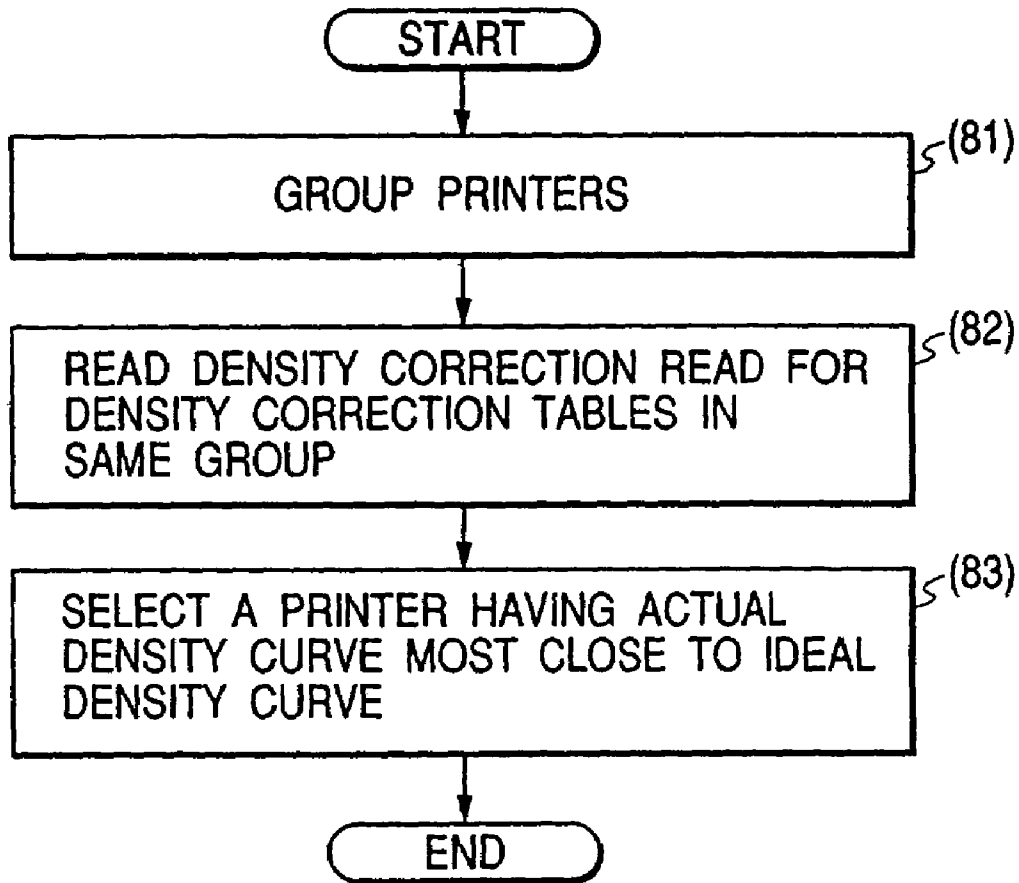 START
(81)
GROUP PRINTERS
(82)
READ DENSITY CORRECTION READ FOR
DENSITY CORRECTION TABLES IN
SAME GROUP
(83)
SELECT A PRINTER HAVING ACTUAL
DENSITY CURVE MOST CLOSE TO IDEAL
DENSITY CURVE
END